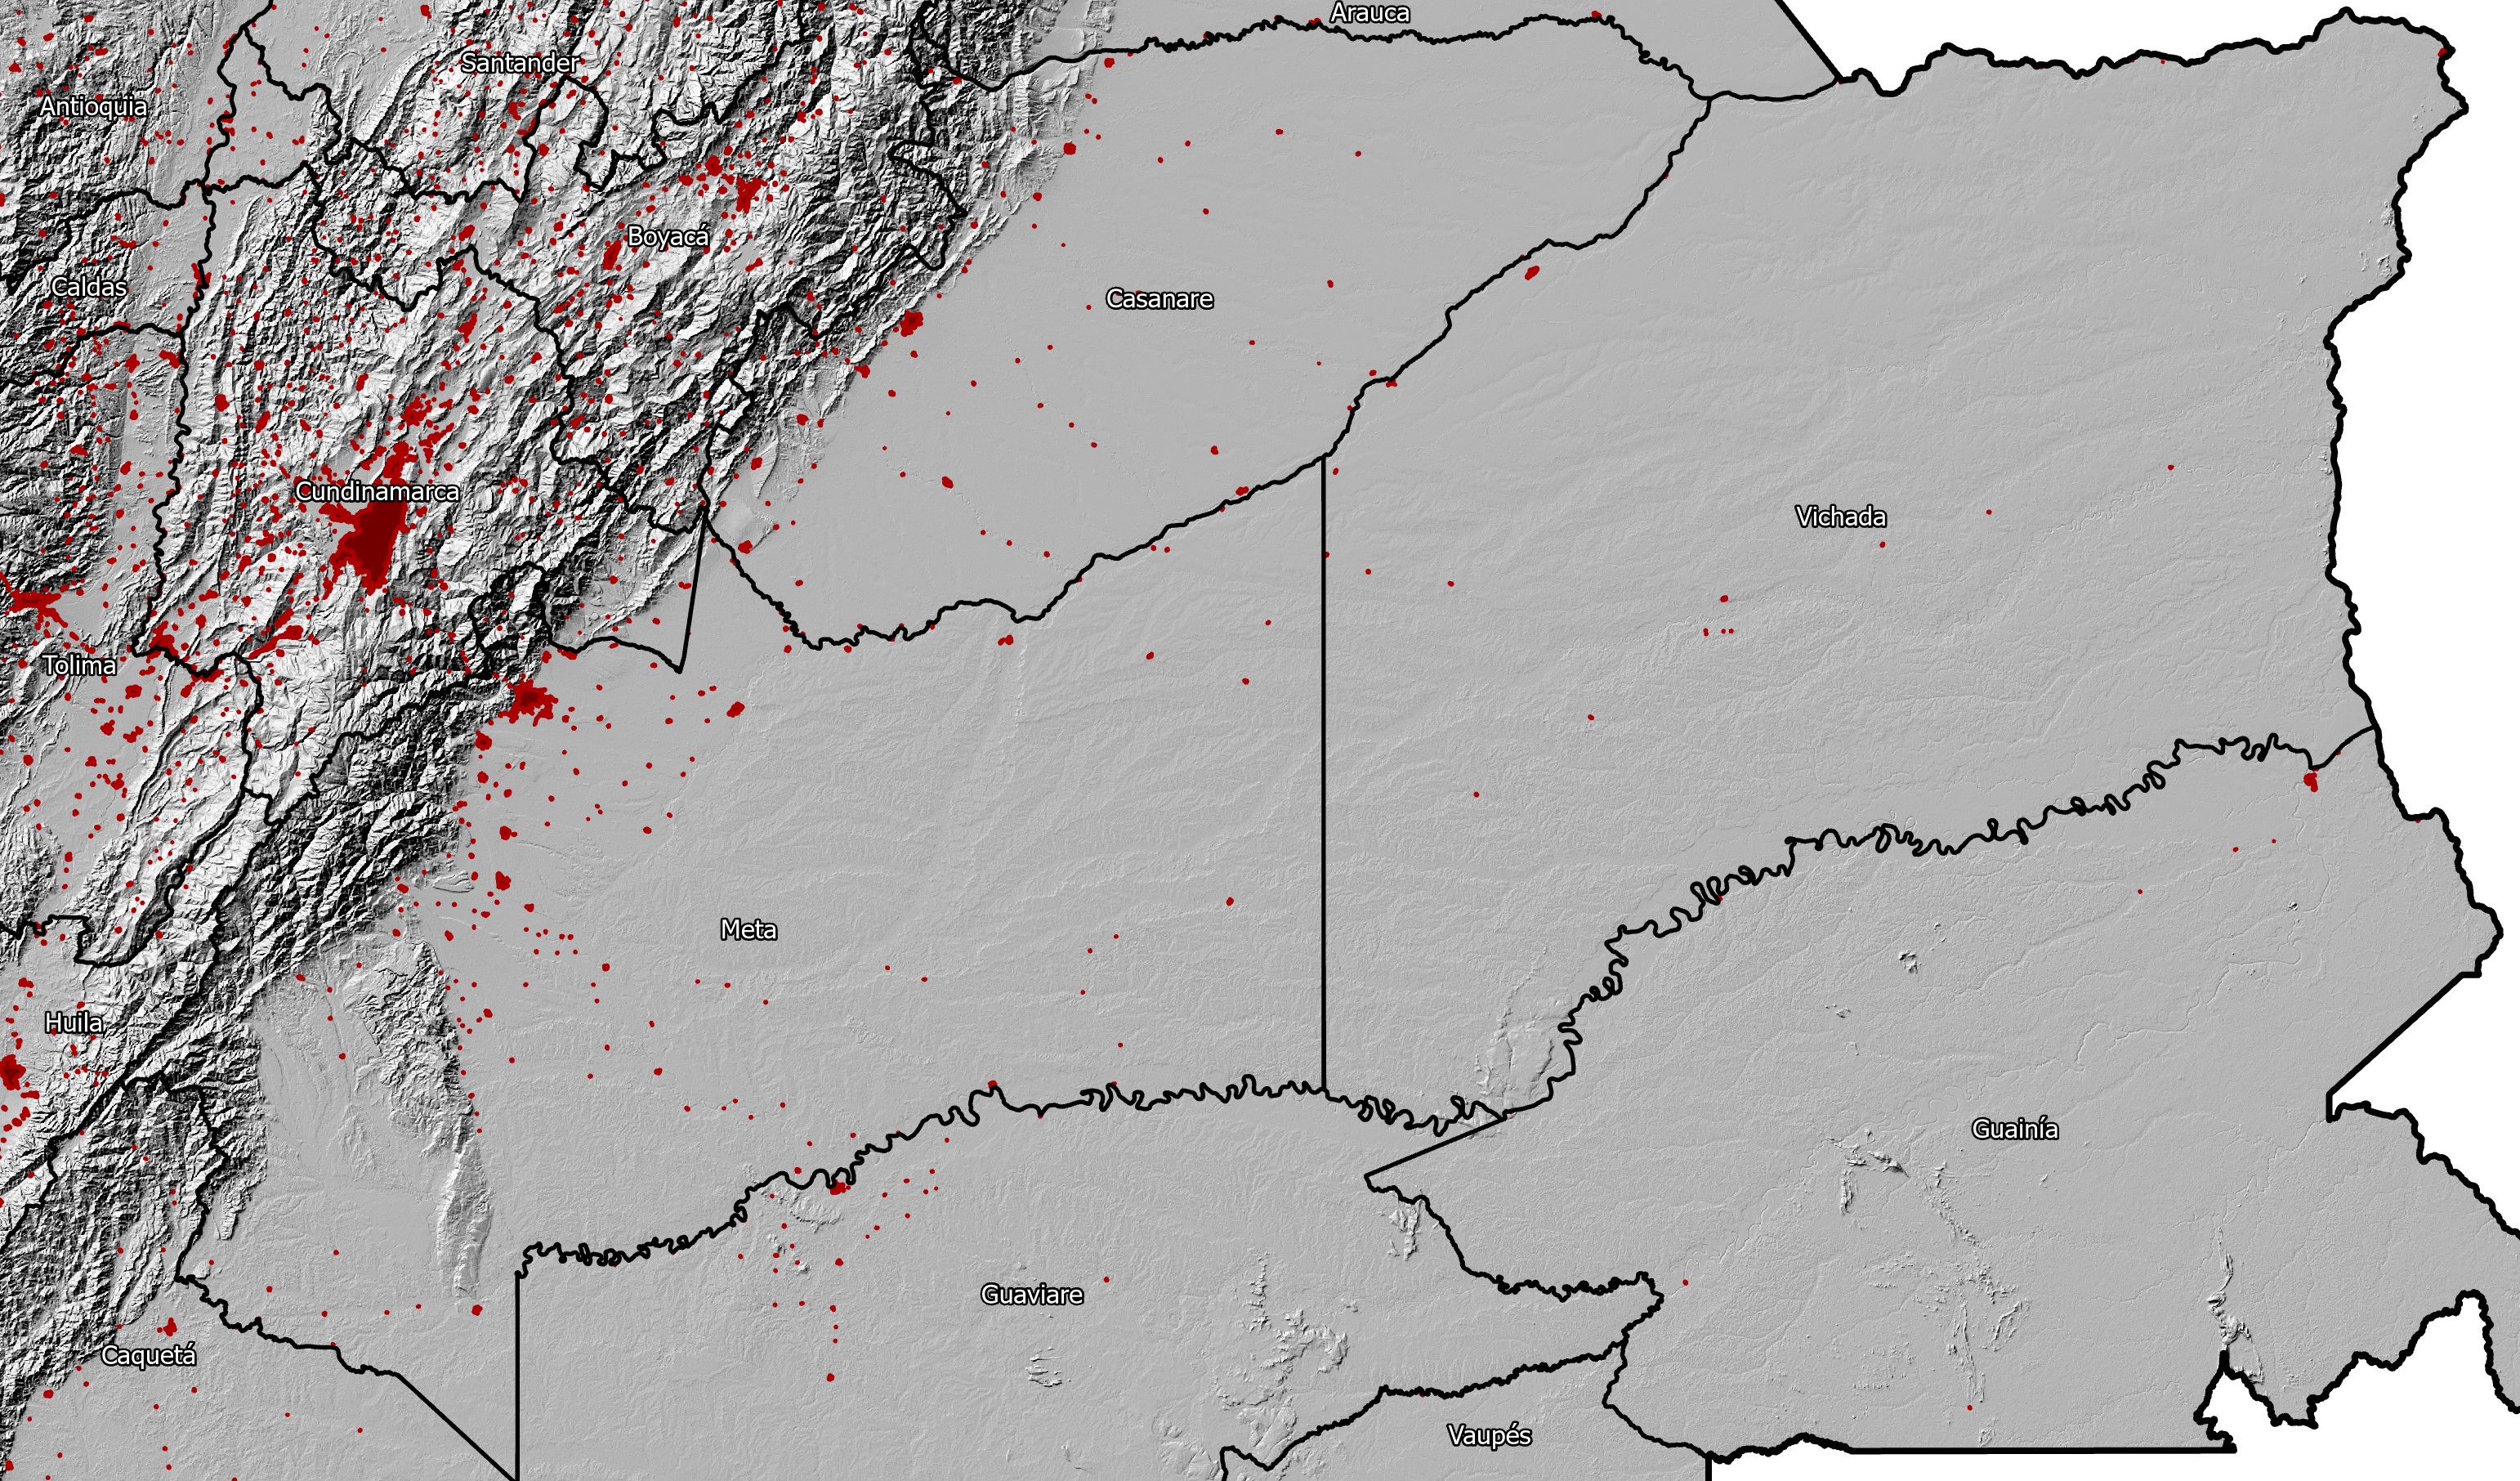 Arauca
Santander
Antioquia
Boyacá
Caldas
Casanare
Cundinamarca
Vichada
Tolima
Meta
Huila
Guainía
Guaviare
Caquetá
Vaupés